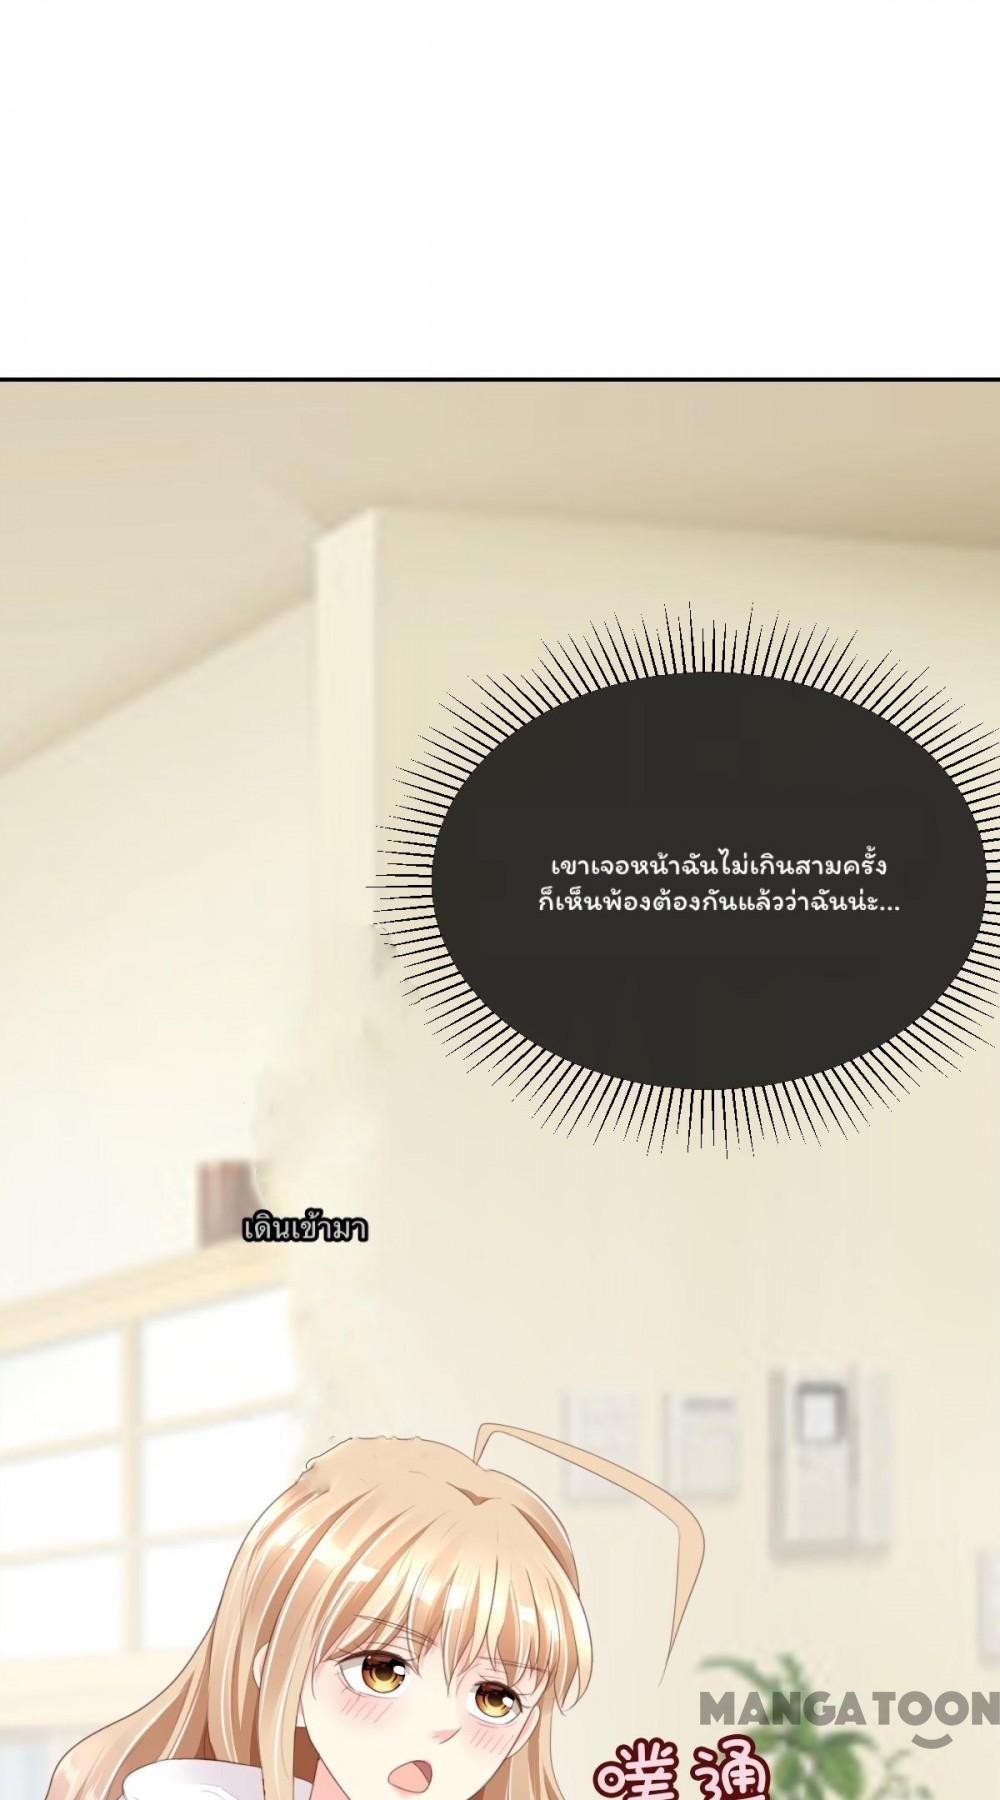 เขาเจอหน้าฉันไม่เกินสามครั้ง
ก็เห็นพ้องต้องกันแล้วว่าฉันน่ะ...
เดินเข้ามา
MANGATOON
噗通